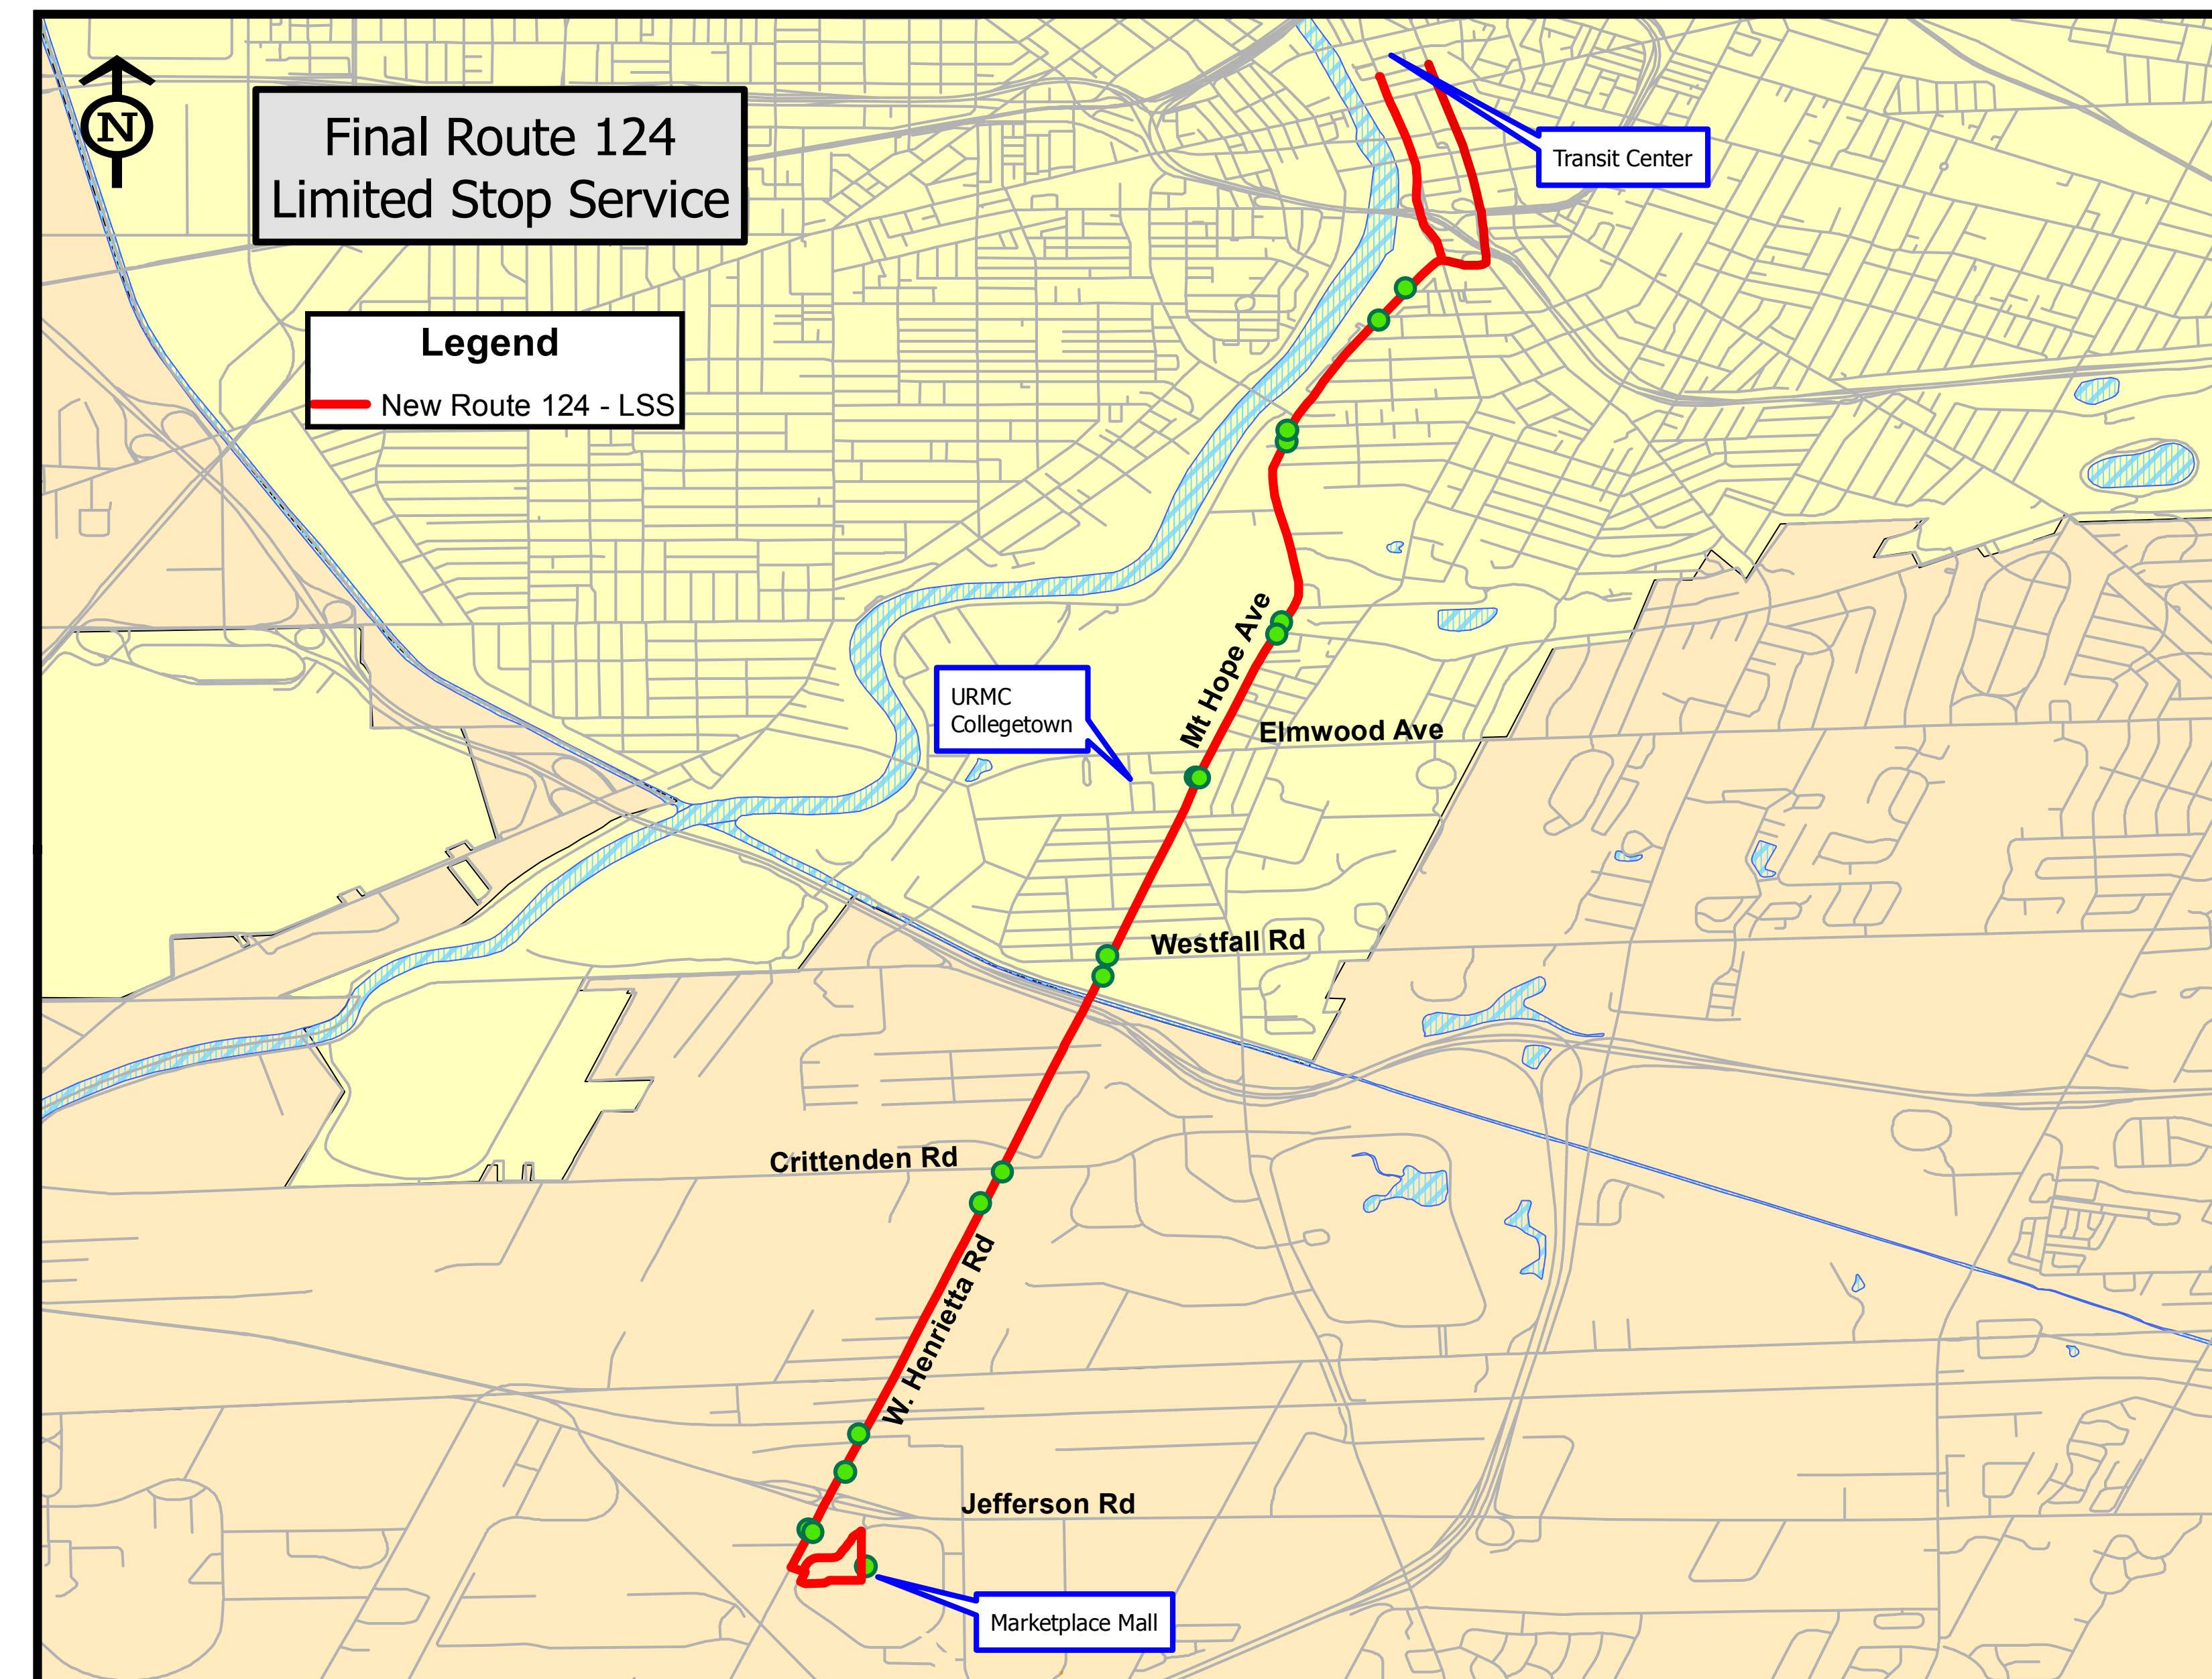 N
Final Route 124
Limited Stop Service
Transit Center
Legend
New Route 124 - LSS
Mt Hope Ave
URMC
Collegetown
Elmwood Ave
Westfall Rd
Crittenden Rd
W. Henrietta Rd
Jefferson Rd
Marketplace Mall